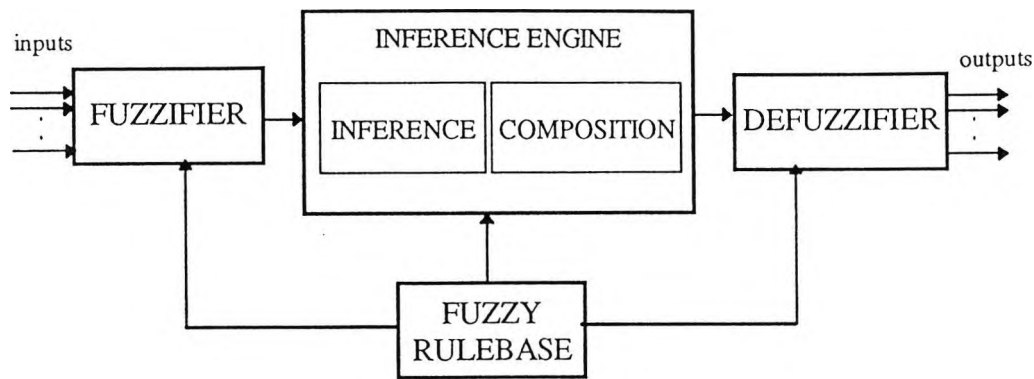 inputs
INFERENCE ENGINE
outputs
FUZZIFIER
INFERENCE
COMPOSITION
DEFUZZIFIER
FUZZY
RULEBASE